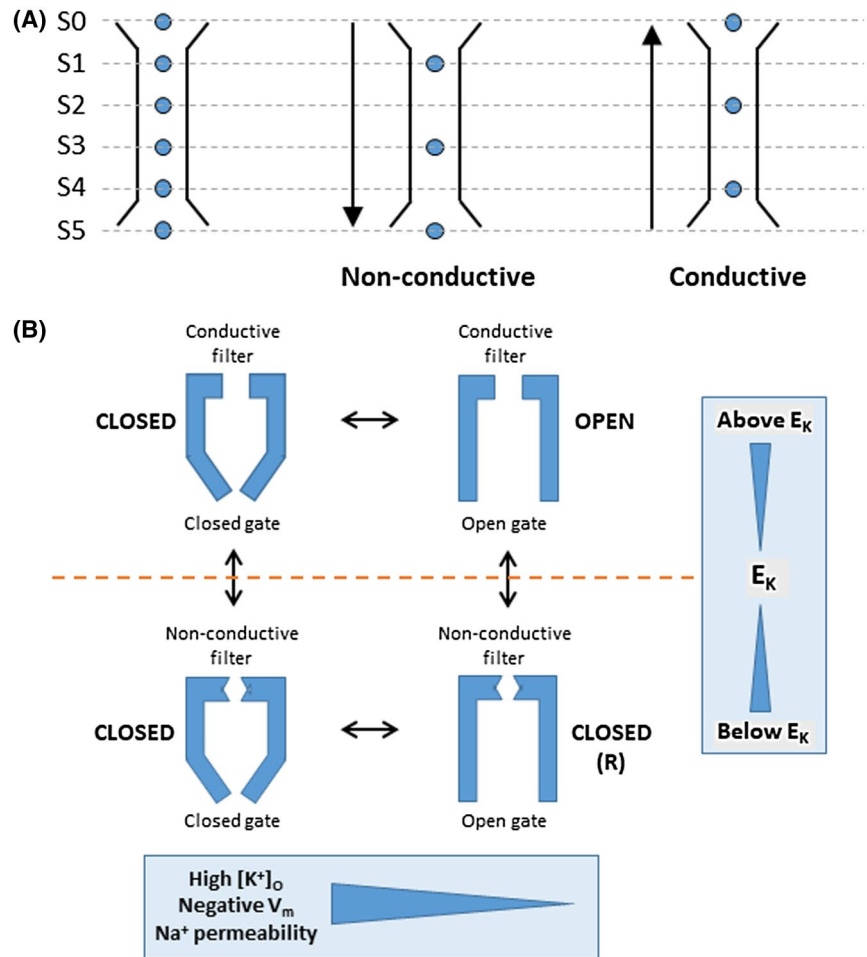 (A)
S0
S1
S2
S3
S4
S5
Non-conductive
Conductive
(B)
Conductive
filter
Conductive
filter
CLOSED
OPEN
Closed gate
Open gate
Above E_K
E_K
Below E_K
Non-conductive
filter
Non-conductive
filter
CLOSED
CLOSED
(R)
Closed gate
Open gate
High [K⁺]_O
Negative V_m
Na⁺ permeability